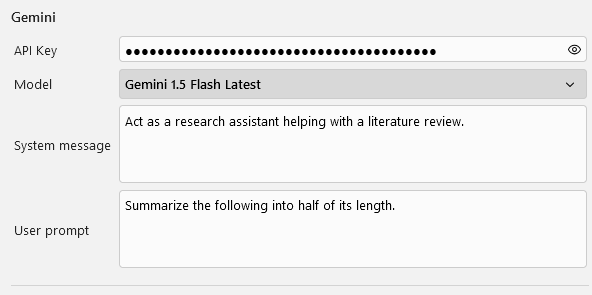 Gemini
API Key ●●●●●●●●●●●●●●●●●●●●●●●●●●●●●●●●●●●●●●●
Model Gemini 1.5 Flash Latest
System message Act as a research assistant helping with a literature review.
User prompt Summarize the following into half of its length.